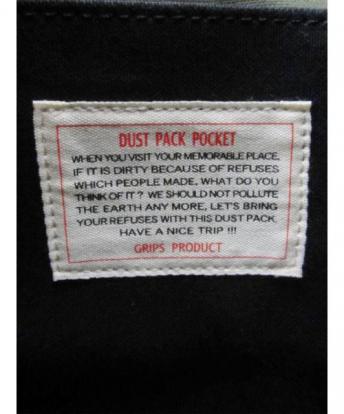 DUST PACK POCKET
WHEN YOU VISIT YOUR MEMORABLE PLACE,
IF IT IS DIRTY BECAUSE OF REFUSES
WHICH PEOPLE MADE, WHAT DO YOU
THINK OF IT? WE SHOULD NOT POLLUTE
THE EARTH ANY MORE, LET'S BRING
YOUR REFUSES WITH THIS DUST PACK.
HAVE A NICE TRIP !!!
GRIPS PRODUCT